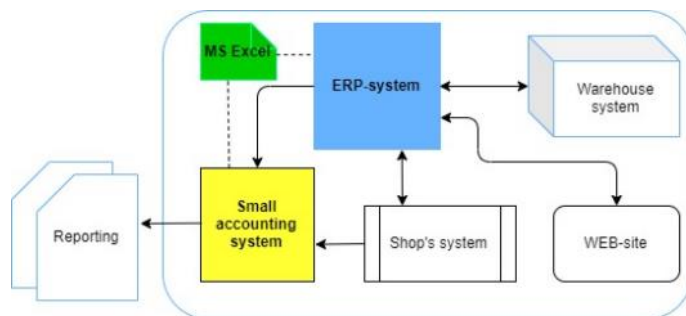 MS Excel
ERP-system
Warehouse
system
Small
accounting
system
Reporting
Shop's system
WEB-site